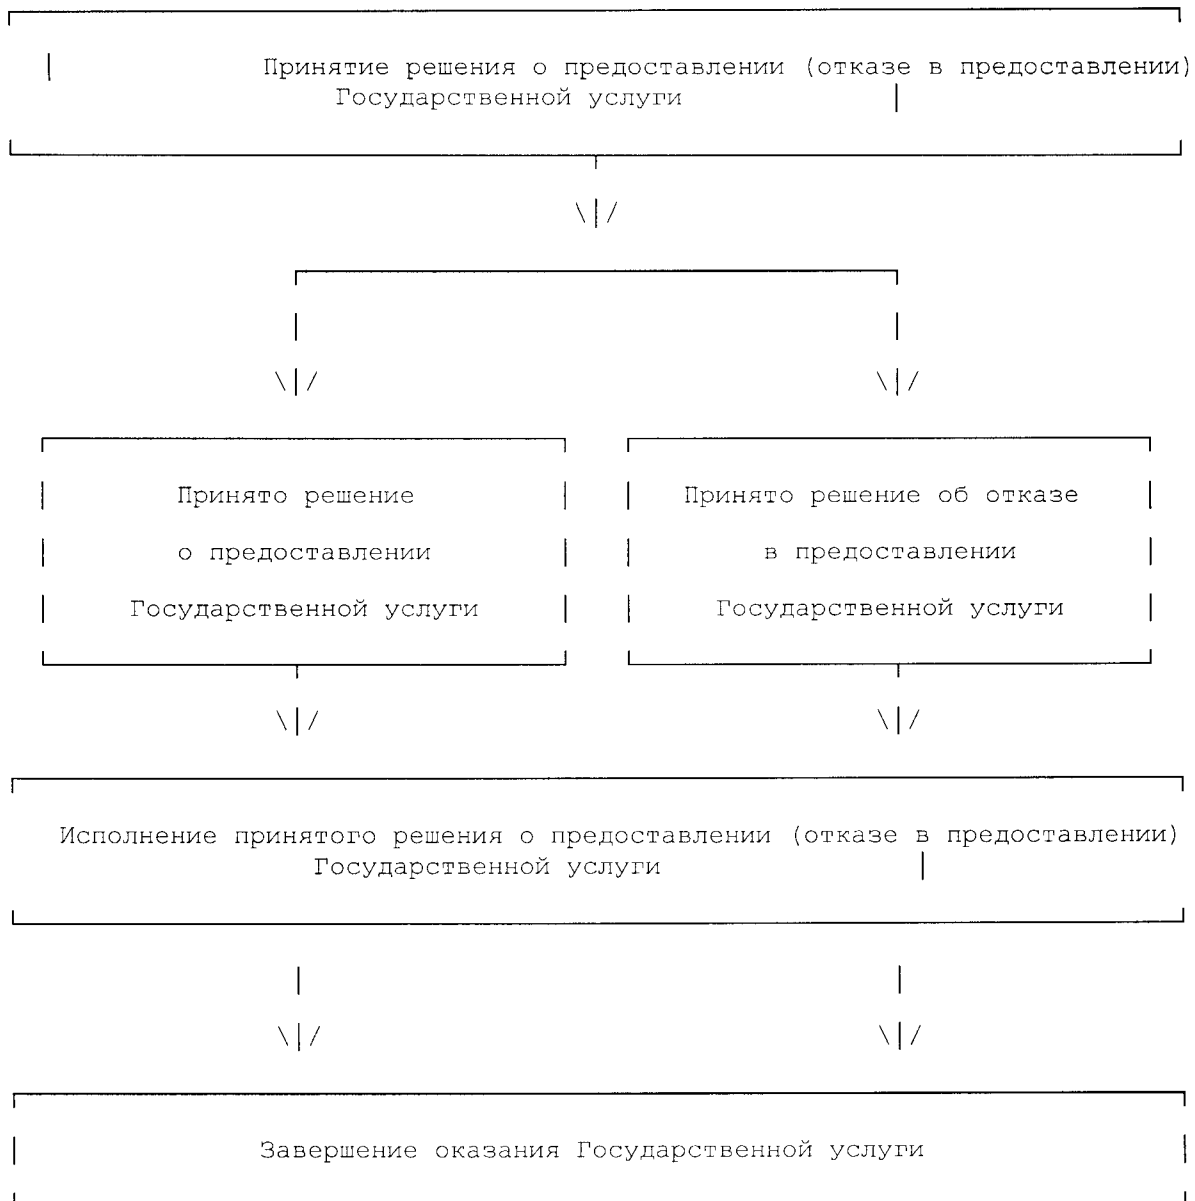 Принятие решения о предоставлении (отказе в предоставлении)
Государственной услуги
Принято решение
о предоставлении
Государственной услуги
Принято решение об отказе
в предоставлении
Государственной услуги
Исполнение принятого решения о предоставлении (отказе в предоставлении)
Государственной услуги
Завершение оказания Государственной услуги